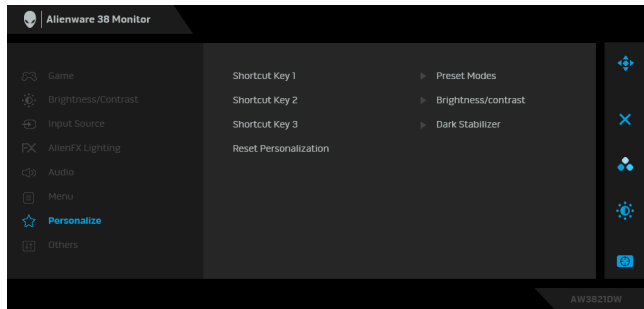 Alienware 38 Monitor
Game
Brightness/Contrast
Input Source
FX AlienFX Lighting
Audio
Menu
Personalize
Others
Shortcut Key 1 Preset Modes
Shortcut Key 2 Brightness/contrast
Shortcut Key 3 Dark Stabilizer
Reset Personalization
AW3821DW